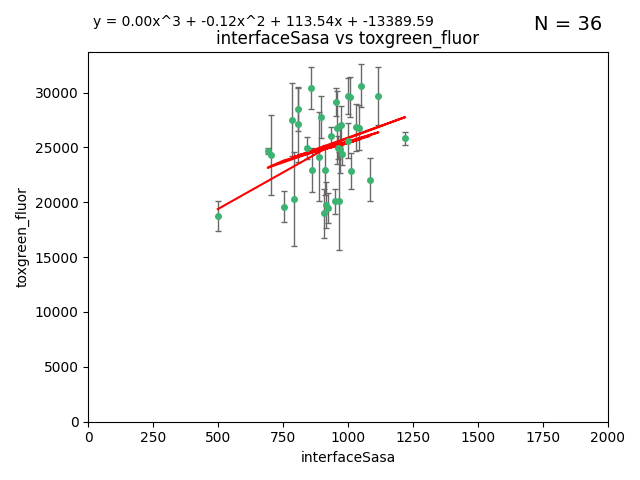 y = 0.00x^3 + -0.12x^2 + 113.54x + -13389.59
N = 36
interfaceSasa vs toxgreen_fluor
30000
25000
20000
15000
10000
5000
0
toxgreen_fluor
0 250 500 750 1000 1250 1500 1750 2000
interfaceSasa